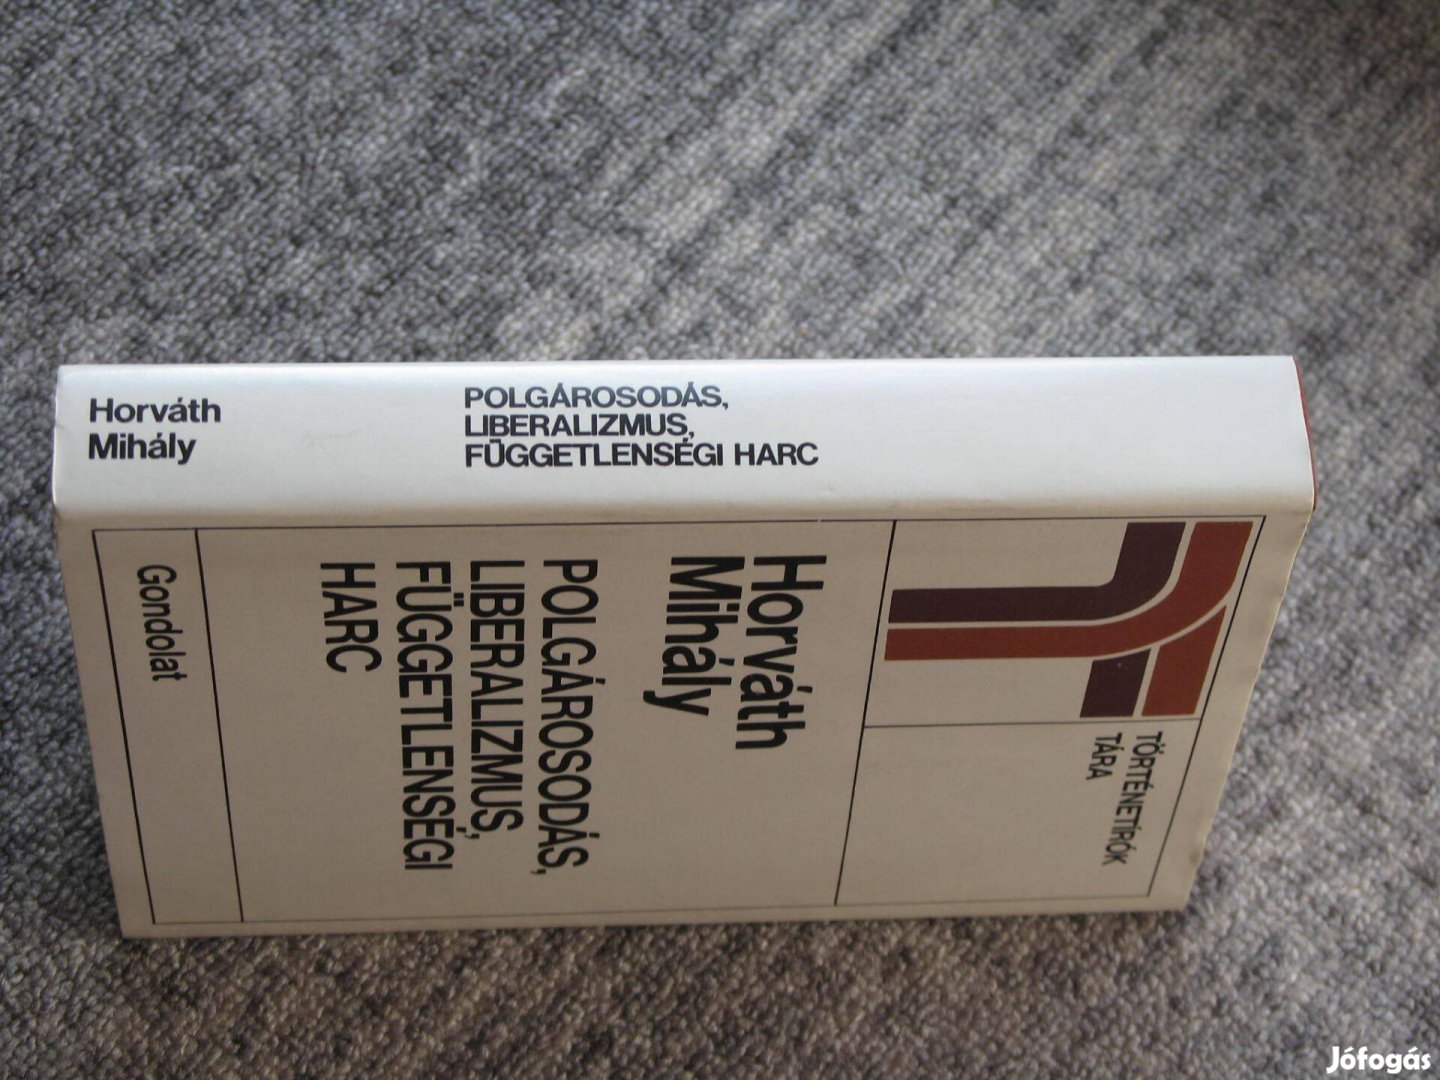 Horváth
Mihály
POLGÁROSODÁS,
LIBERALIZMUS,
FÜGGETLENSÉGI HARC
TÖRTÉNETÍRÓK
TÁRA
Horváth
Mihály
POLGÁROSODÁS,
LIBERALIZMUS,
FÜGGETLENSÉGI
HARC
Gondolat
Jófogás